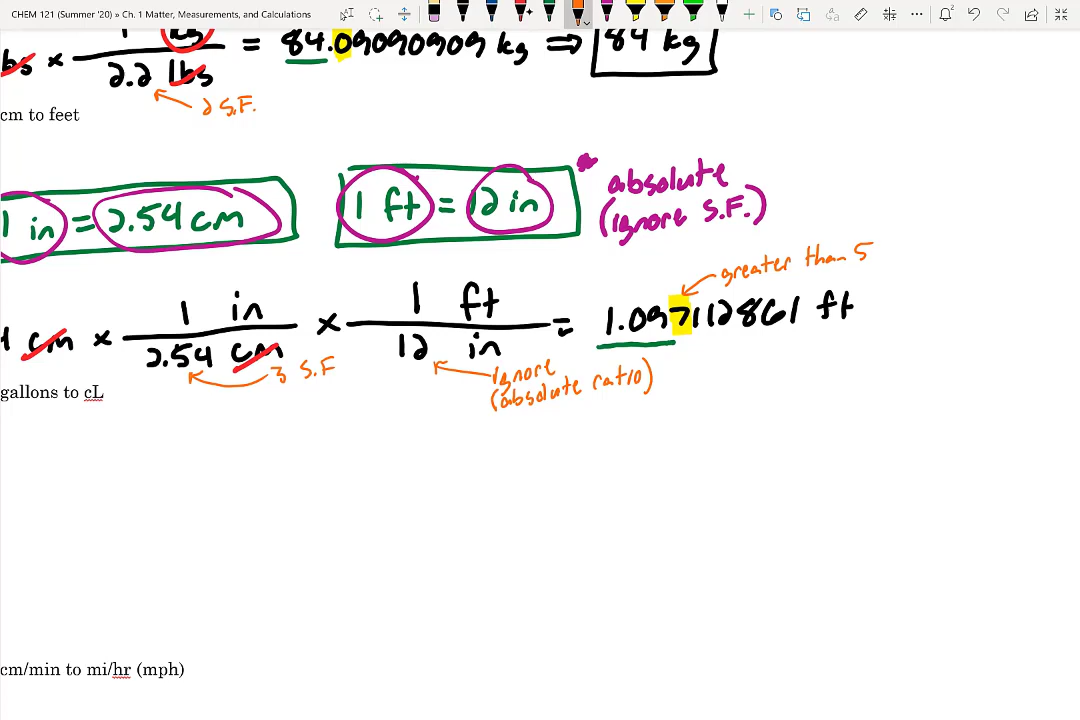 CHEM 121 (Summer '20) » Ch. 1 Matter, Measurements, and Calculations
bs × 1 kg / 2.2 lbs = 84.09090909 kg ⇒ 84 kg
2 S.F.
cm to feet
1 in = 2.54 cm
1 ft = 12 in
* absolute
(ignore S.F.)
greater than 5
1 cm × 1 in / 2.54 cm × 1 ft / 12 in = 1.097112861 ft
3 S.F
ignore
(absolute ratio)
gallons to cL
cm/min to mi/hr (mph)